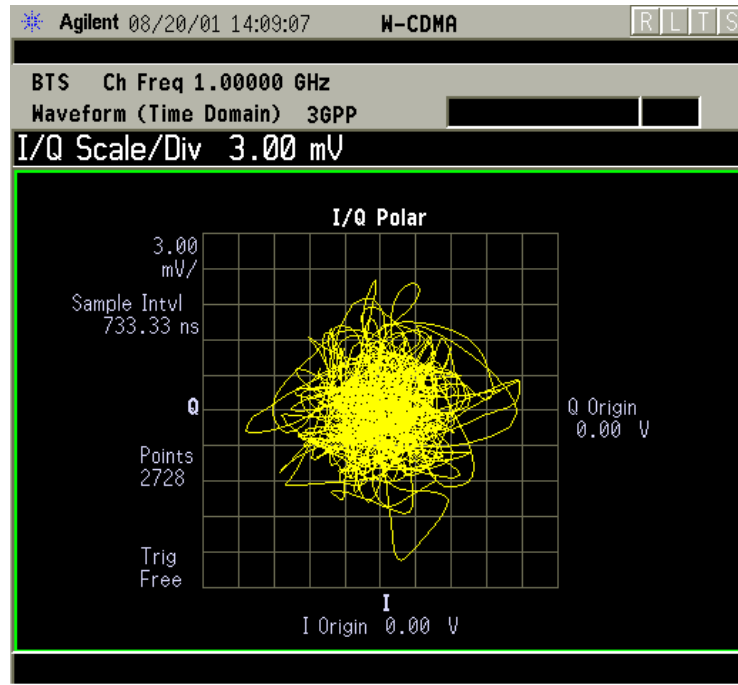 Agilent 08/20/01 14:09:07 W-CDMA R L T S
BTS Ch Freq 1.00000 GHz
Waveform (Time Domain) 3GPP
I/Q Scale/Div 3.00 mV
I/Q Polar
3.00
mV/
Sample Intvl
733.33 ns
Q
Q Origin
0.00 V
Points
2728
Trig
Free
I
I Origin 0.00 V